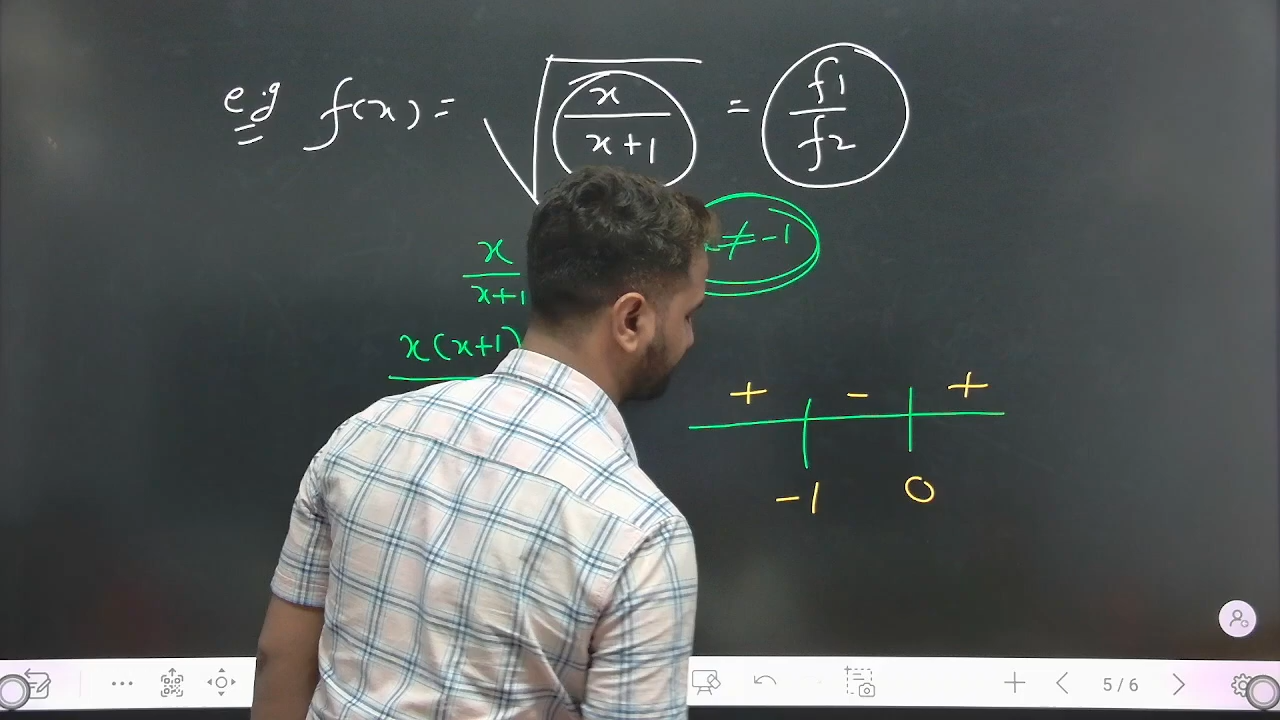 e.g f(x) = √(x/(x+1)) = f1/f2
x/(x+1) ≠ -1
x(x+1)
+ - +
-1 0
5/6